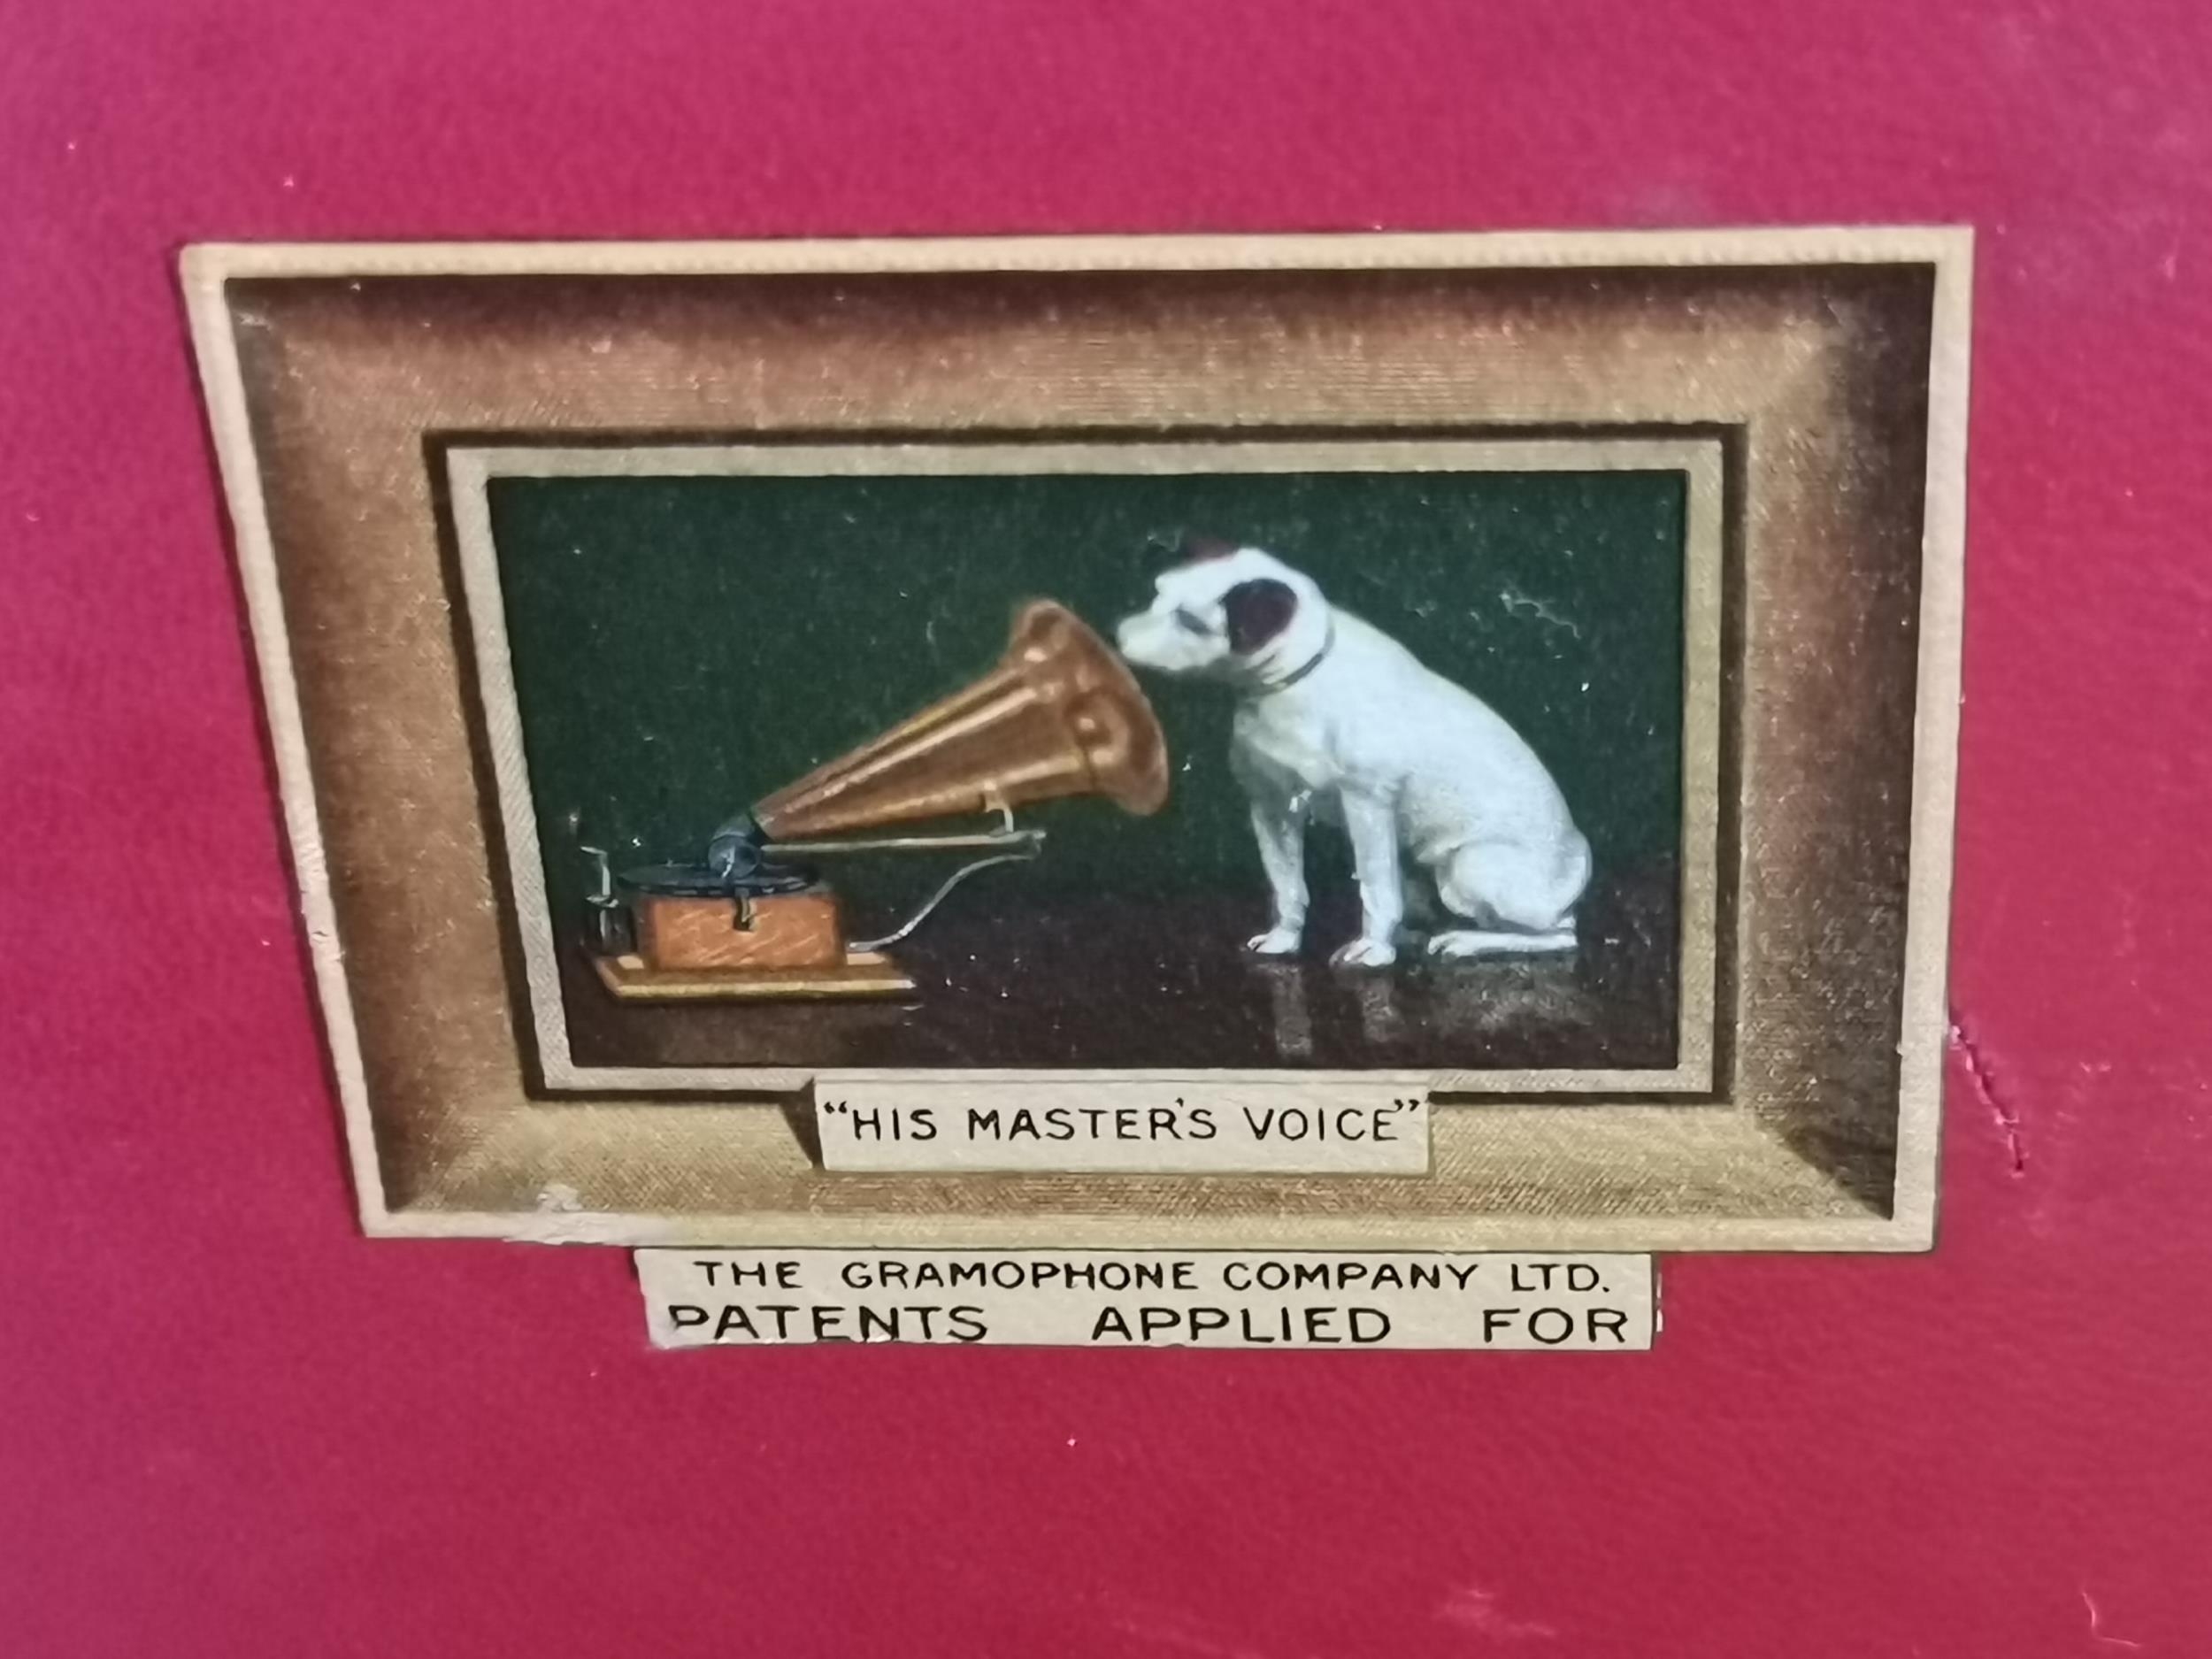 “HIS MASTER'S VOICE”
THE GRAMOPHONE COMPANY LTD.
PATENTS APPLIED FOR